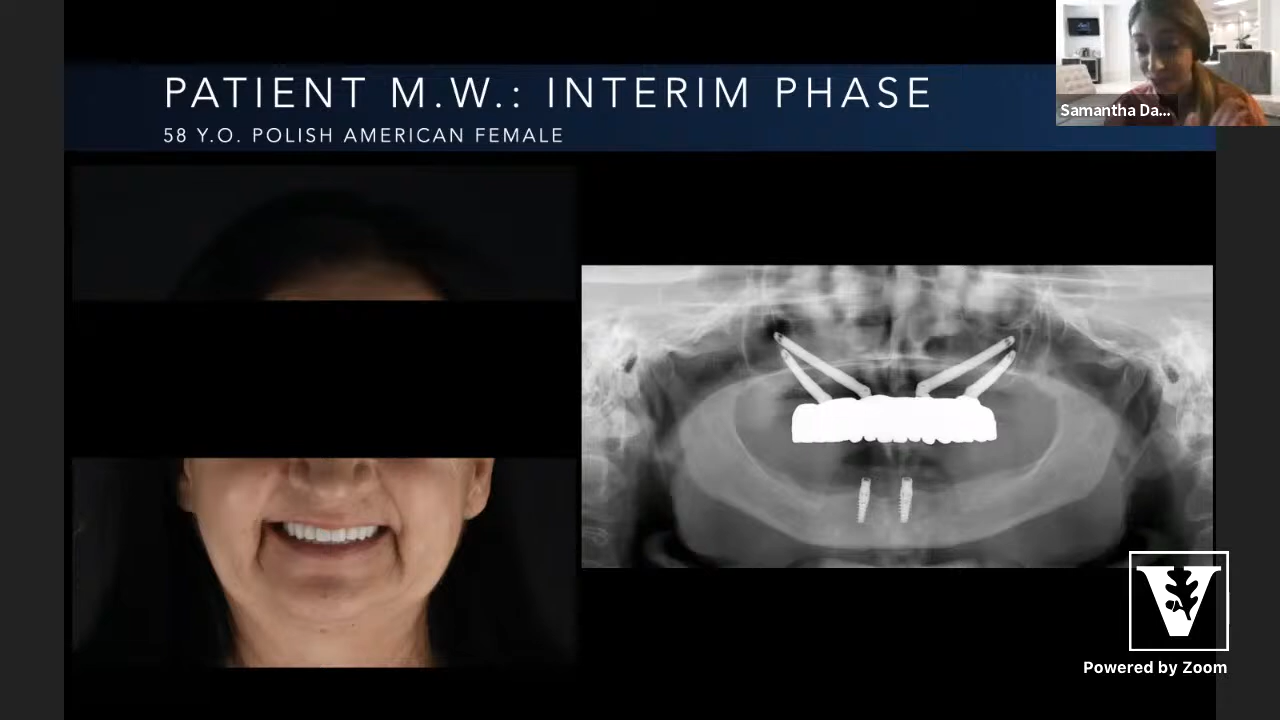 PATIENT M.W.: INTERIM PHASE
58 Y.O. POLISH AMERICAN FEMALE
Samantha Da...
V
Powered by Zoom